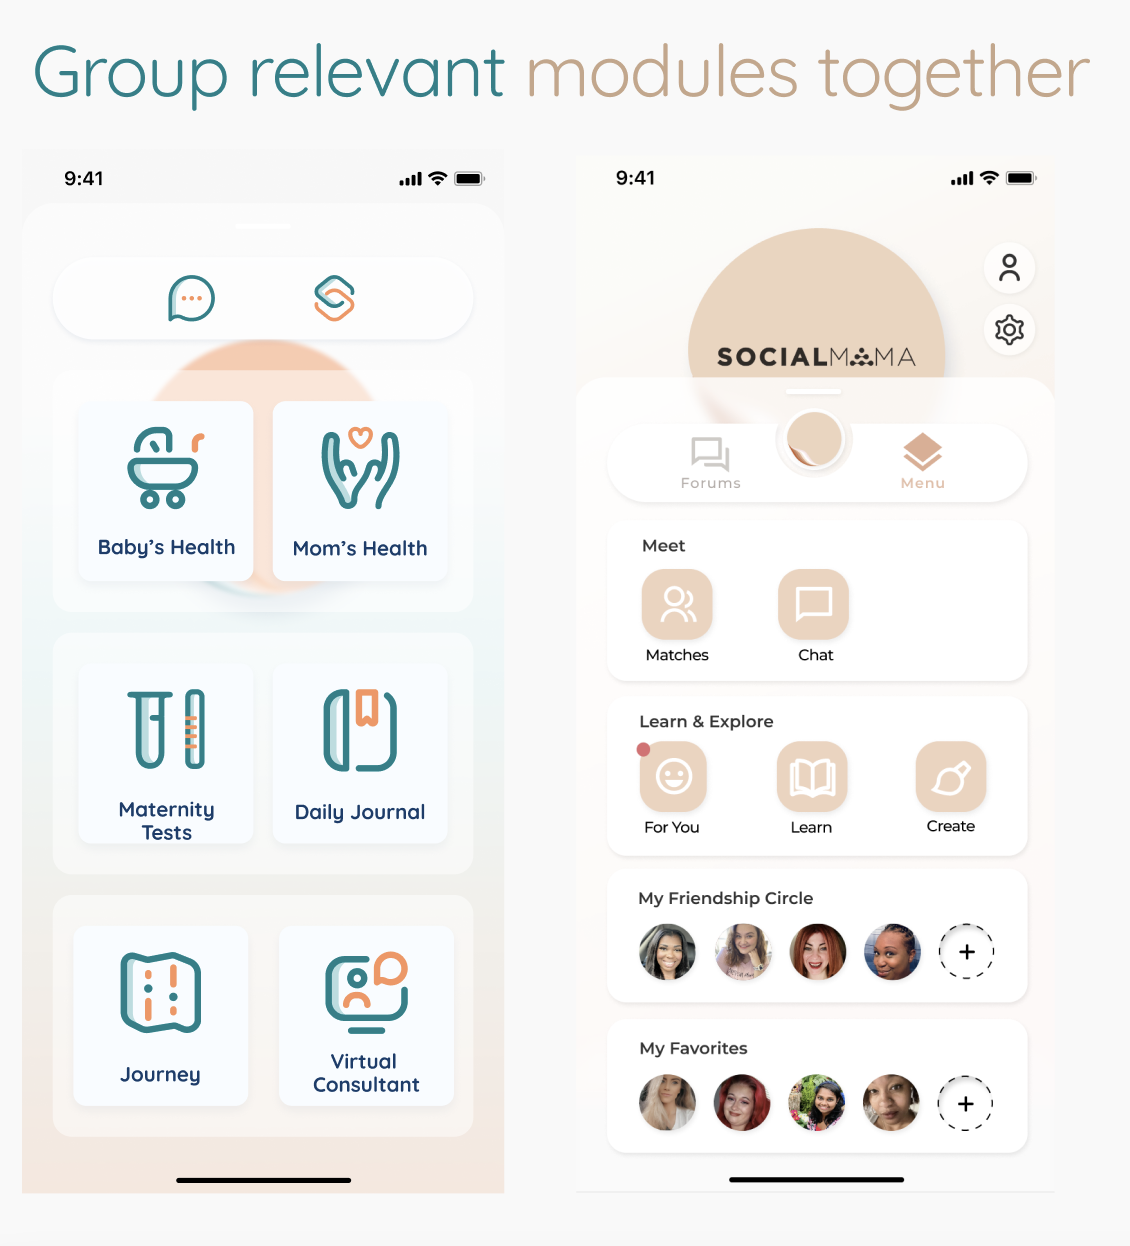 Group relevant modules together
9:41
Baby's Health
Mom's Health
Maternity
Tests
Daily Journal
Journey
Virtual
Consultant
9:41
SOCIALMAMA
Forums
Menu
Meet
Matches
Chat
Learn & Explore
For You
Learn
Create
My Friendship Circle
My Favorites